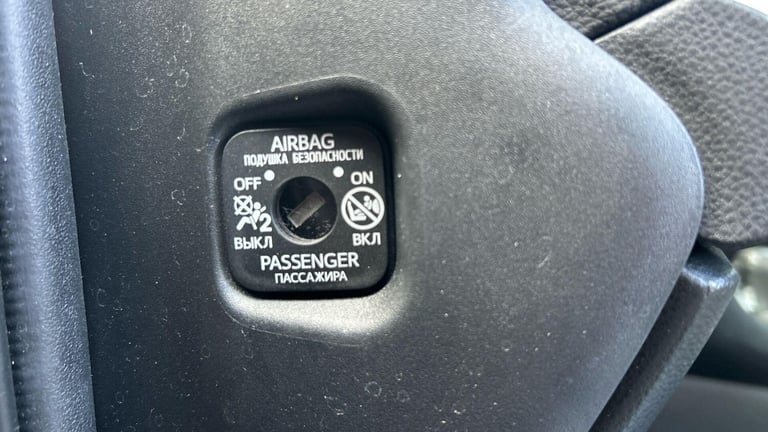 AIRBAG
ПОДУШКА БЕЗОПАСНОСТИ
OFF ON
2
ВЫКЛ ВКЛ
PASSENGER
ПАССАЖИРА